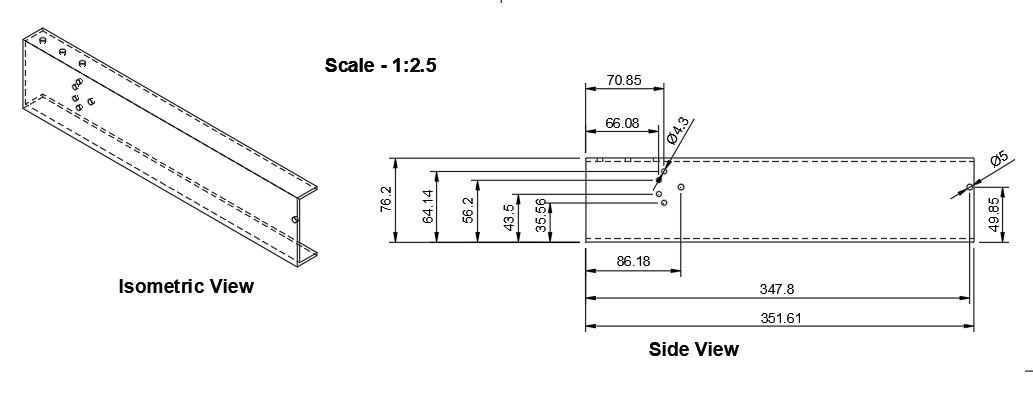 Scale - 1:2.5
70.85
66.08
Ø4.3
Ø5
76.2
64.14
56.2
43.5
35.56
49.85
86.18
347.8
351.61
Isometric View
Side View